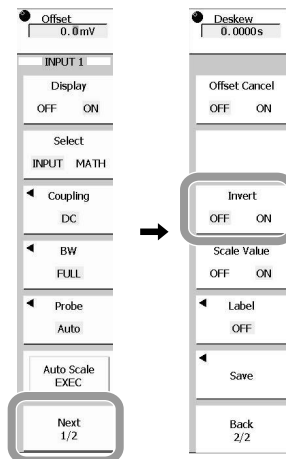 Offset
0.0mV
INPUT 1
Display
OFF ON
Select
INPUT MATH
Coupling
DC
BW
FULL
Probe
Auto
Auto Scale
EXEC
Next
1/2
Deskew
0.0000s
Offset Cancel
OFF ON
Invert
OFF ON
Scale Value
OFF ON
Label
OFF
Save
Back
2/2